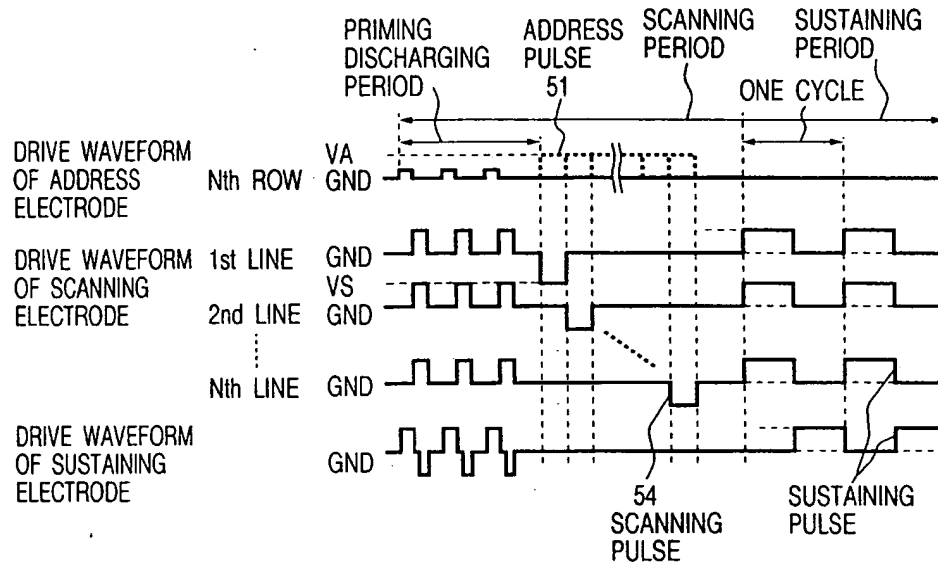 PRIMING
DISCHARGING
PERIOD
ADDRESS
PULSE
51
SCANNING
PERIOD
SUSTAINING
PERIOD
ONE CYCLE
DRIVE WAVEFORM
OF ADDRESS
ELECTRODE
Nth ROW
VA
GND
DRIVE WAVEFORM
OF SCANNING
ELECTRODE
1st LINE
GND
VS
2nd LINE
GND
Nth LINE
GND
DRIVE WAVEFORM
OF SUSTAINING
ELECTRODE
GND
54
SCANNING
PULSE
SUSTAINING
PULSE